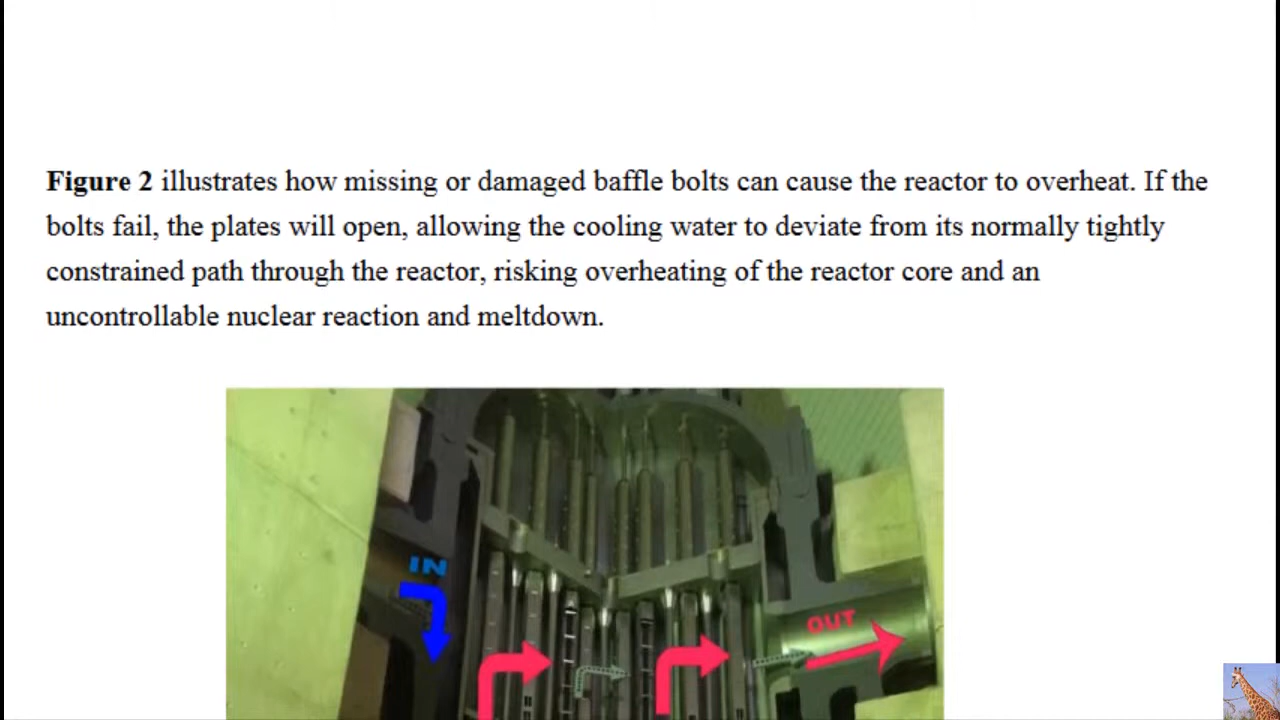 Figure 2 illustrates how missing or damaged baffle bolts can cause the reactor to overheat. If the
bolts fail, the plates will open, allowing the cooling water to deviate from its normally tightly
constrained path through the reactor, risking overheating of the reactor core and an
uncontrollable nuclear reaction and meltdown.
IN
OUT